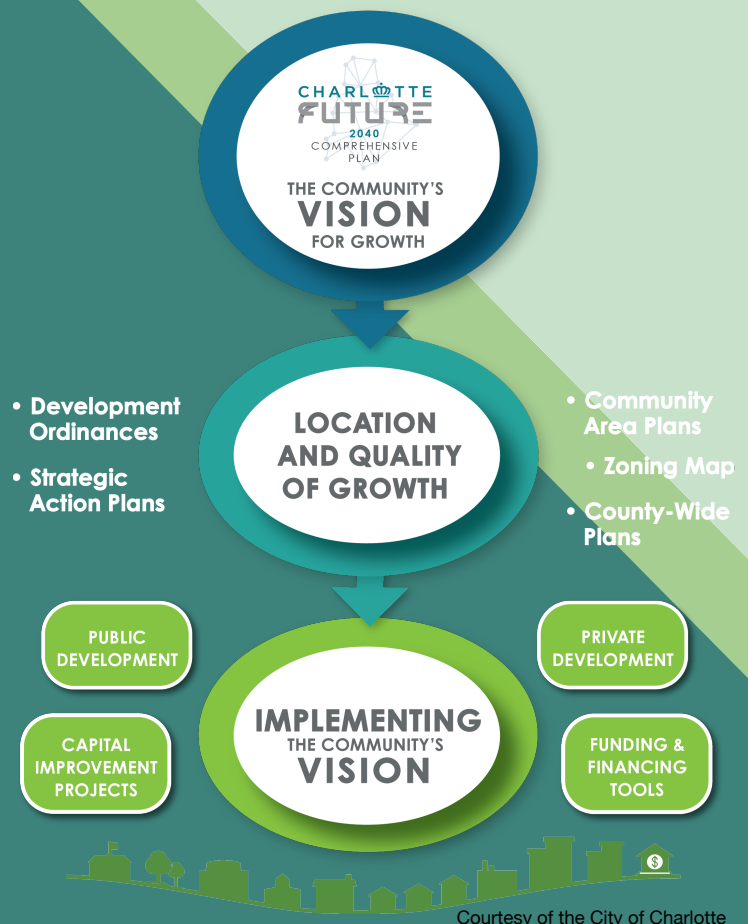 CHARLOTTE
FUTURE
2040
COMPREHENSIVE
PLAN
THE COMMUNITY'S
VISION
FOR GROWTH
• Development
Ordinances
• Strategic
Action Plans
LOCATION
AND QUALITY
OF GROWTH
• Community
Area Plans
• Zoning Map
• County-Wide
Plans
PUBLIC
DEVELOPMENT
CAPITAL
IMPROVEMENT
PROJECTS
IMPLEMENTING
THE COMMUNITY'S
VISION
PRIVATE
DEVELOPMENT
FUNDING &
FINANCING
TOOLS
$
Courtesy of the City of Charlotte